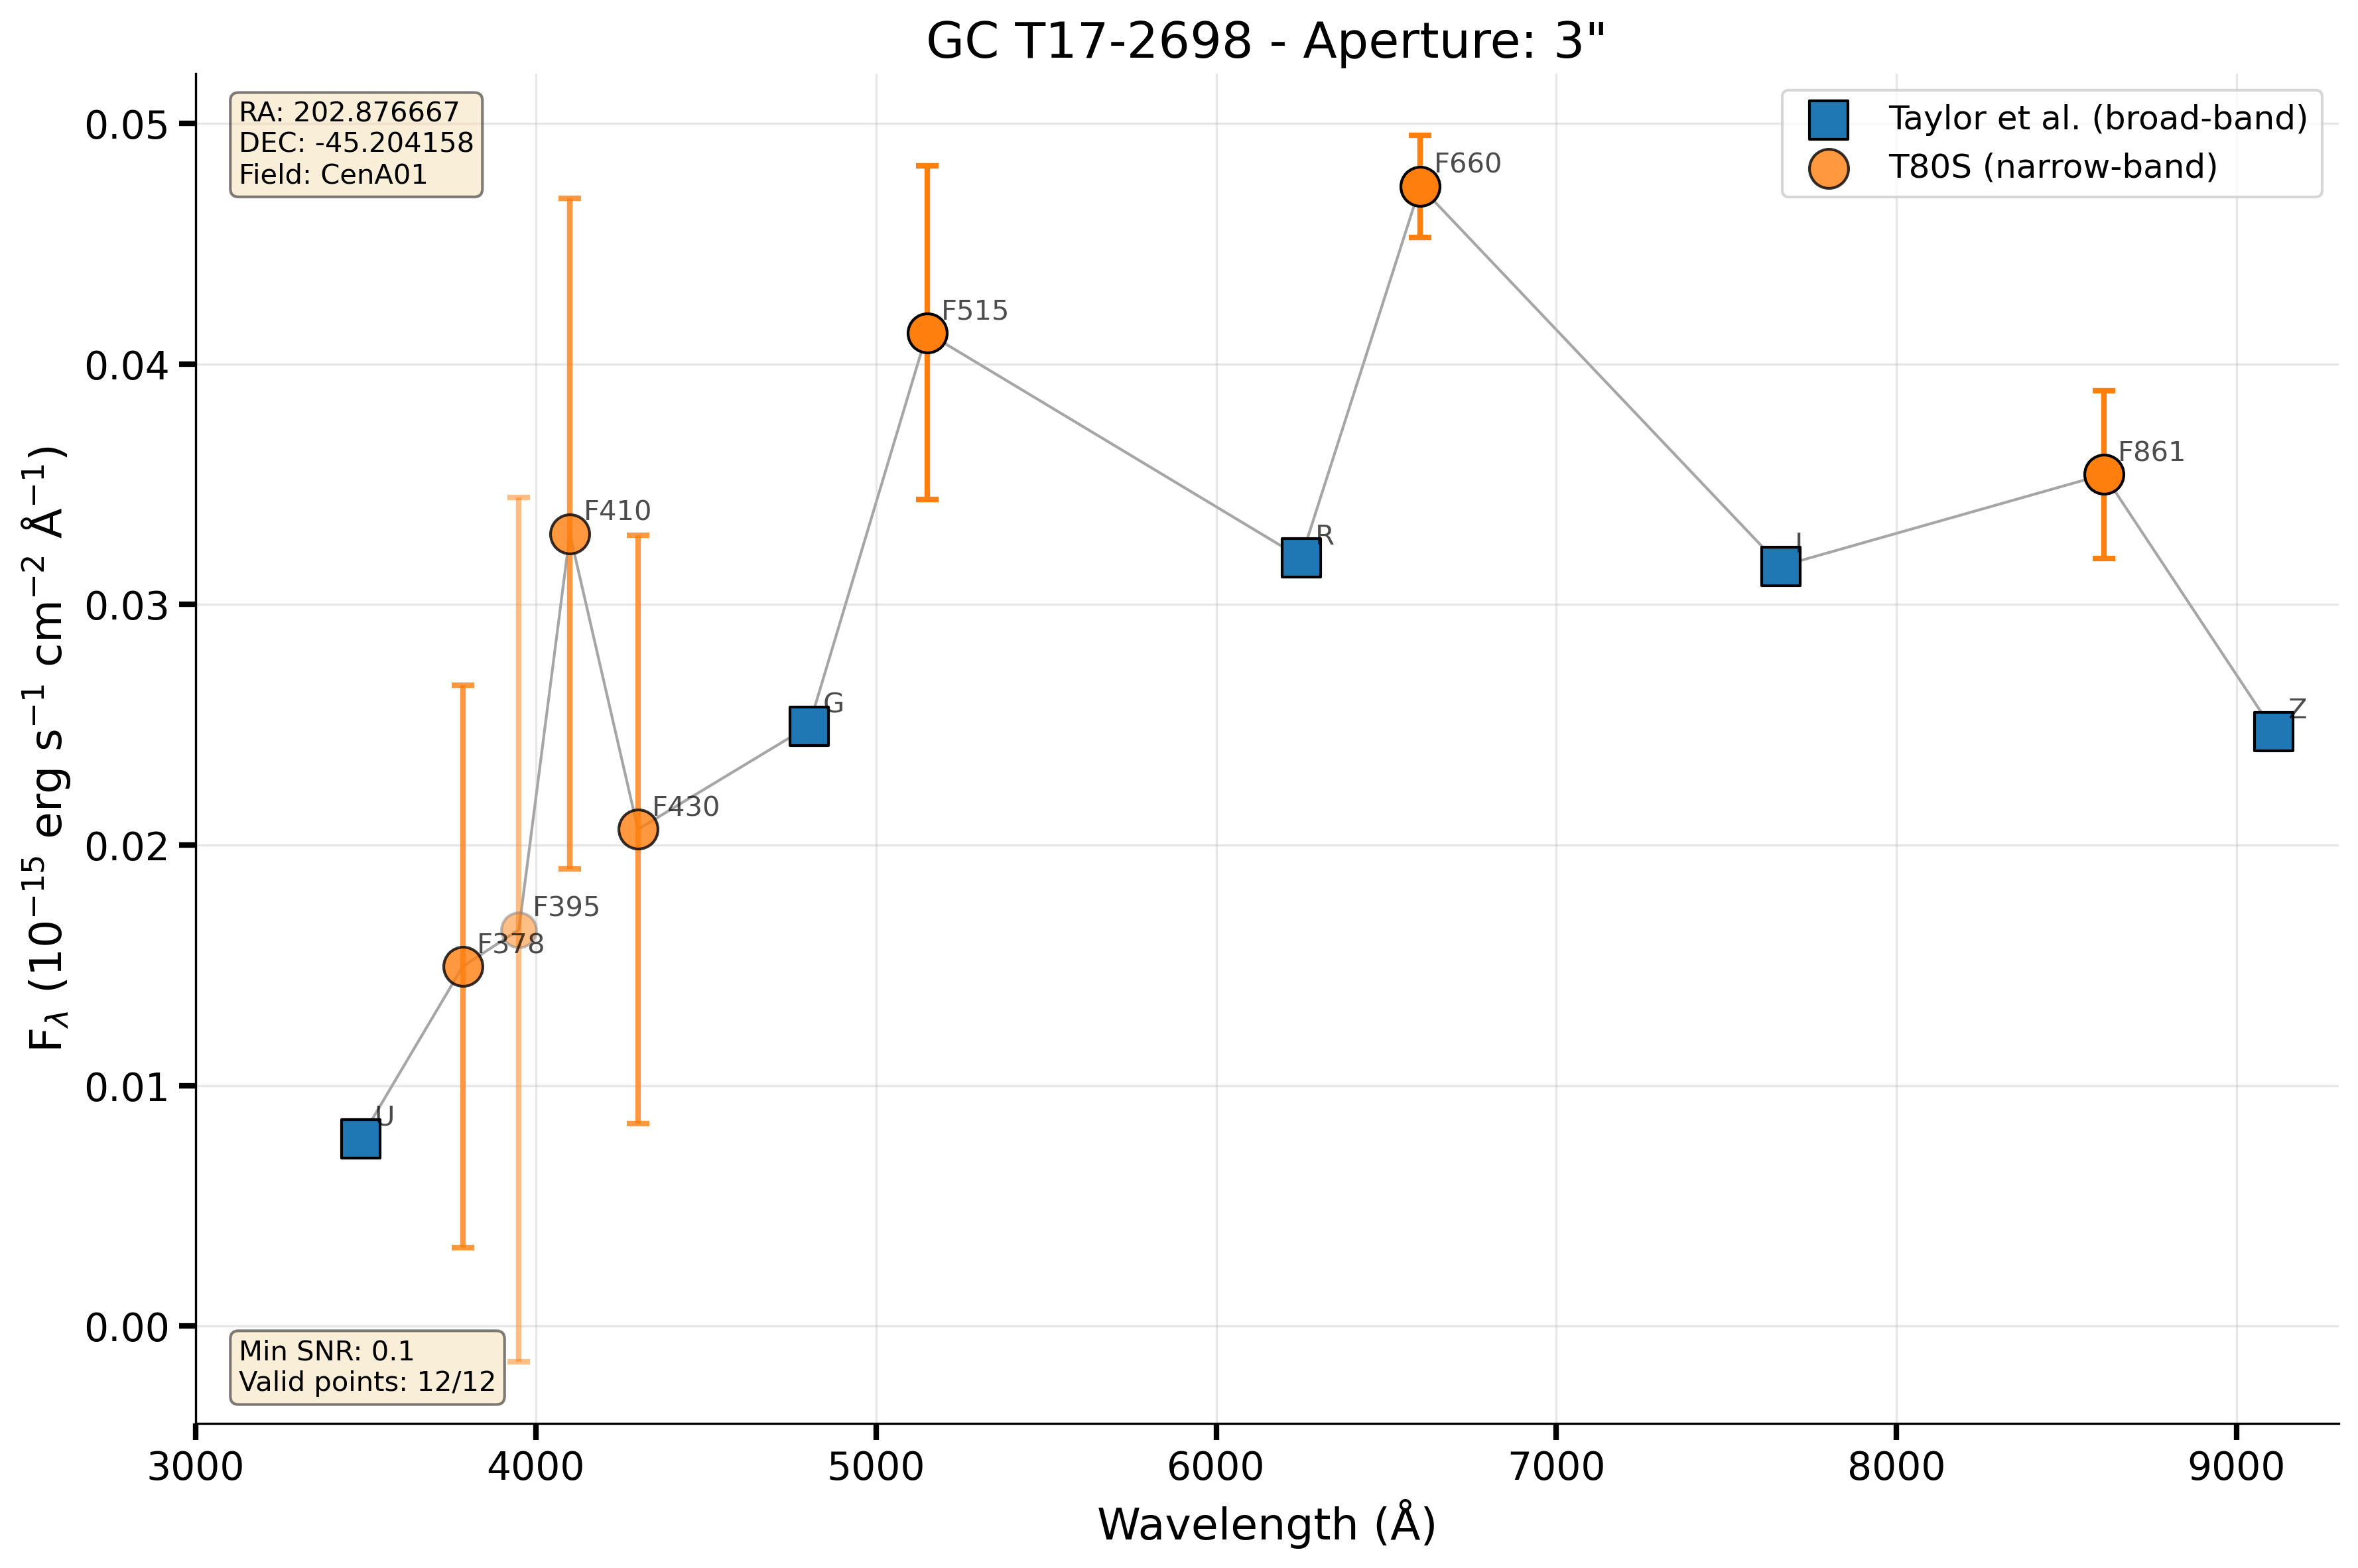 GC T17-2698 - Aperture: 3"
RA: 202.876667
DEC: -45.204158
Field: CenA01
Taylor et al. (broad-band)
T80S (narrow-band)
F660
F515
F410
R
I
F861
G
Z
F430
F395
F378
U
Min SNR: 0.1
Valid points: 12/12
0.05
0.04
0.03
0.02
0.01
0.00
F_λ (10⁻¹⁵ erg s⁻¹ cm⁻² Å⁻¹)
3000 4000 5000 6000 7000 8000 9000
Wavelength (Å)